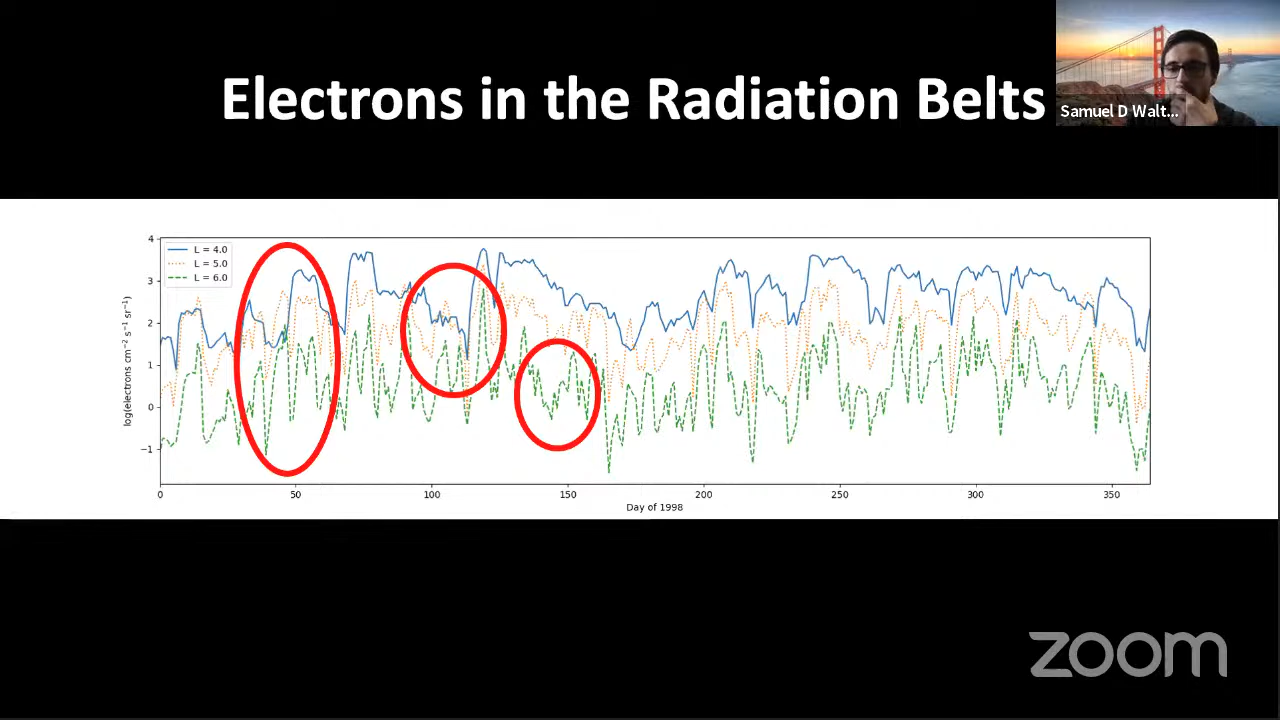 Electrons in the Radiation Belts
Samuel D Walt...
L = 4.0
L = 5.0
L = 6.0
log(electrons cm⁻² s⁻¹ sr⁻¹)
4
3
2
1
0
−1
0 50 100 150 200 250 300 350
Day of 1998
zoom